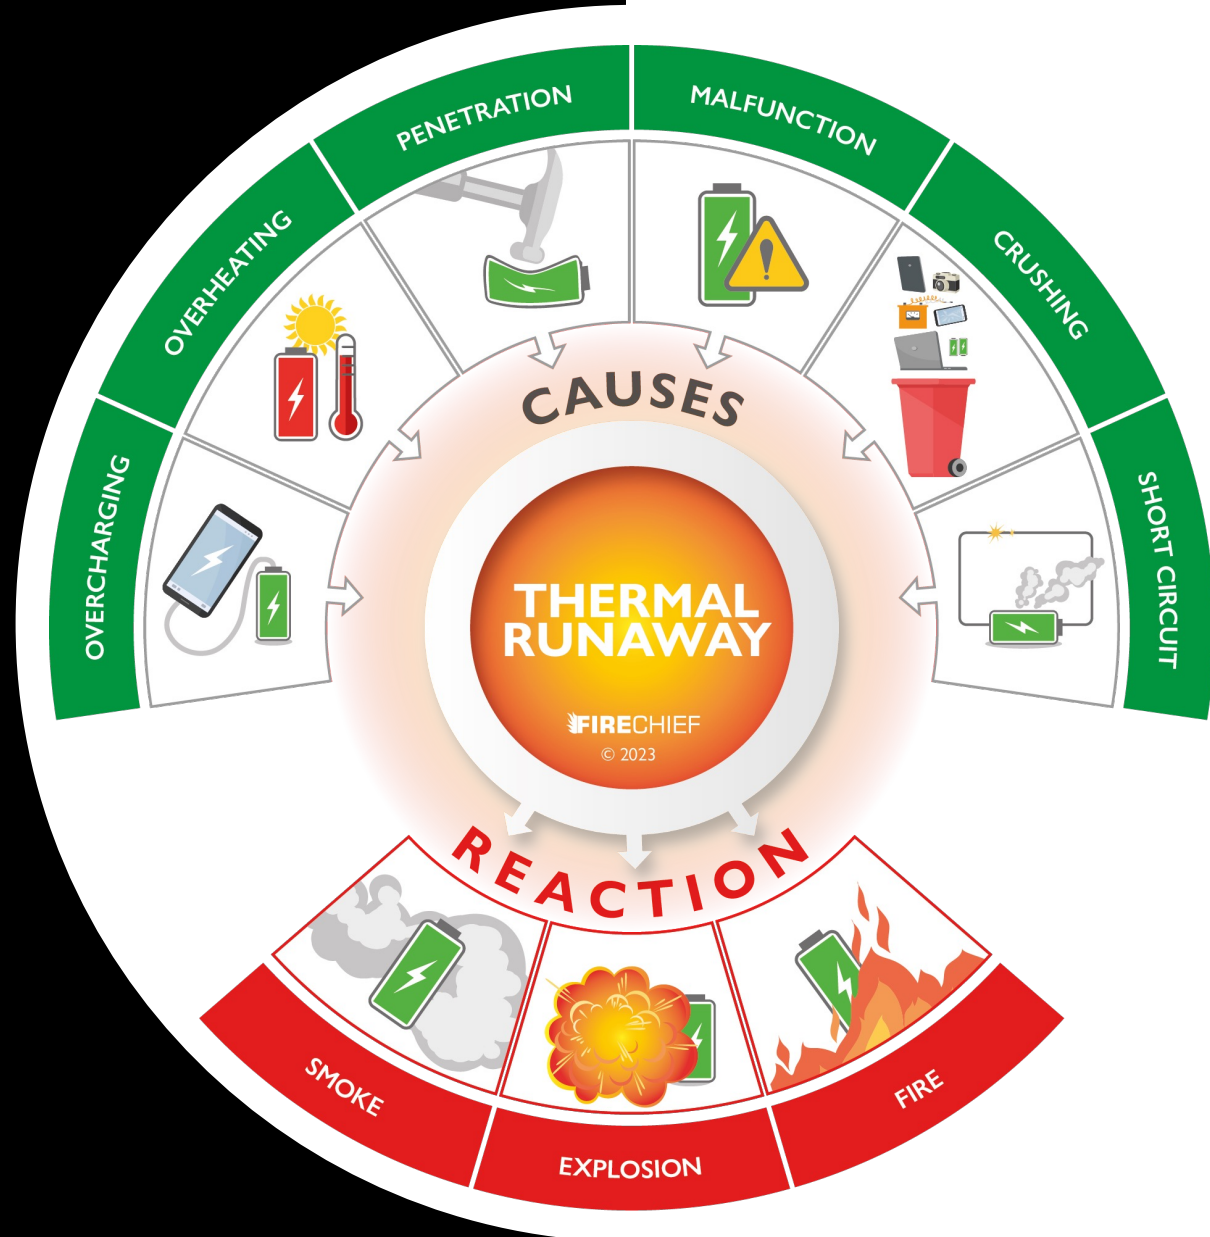 OVERCHARGING
OVERHEATING
PENETRATION
MALFUNCTION
CRUSHING
SHORT CIRCUIT
CAUSES
THERMAL
RUNAWAY
FIRECHIEF
© 2023
REACTION
SMOKE
EXPLOSION
FIRE